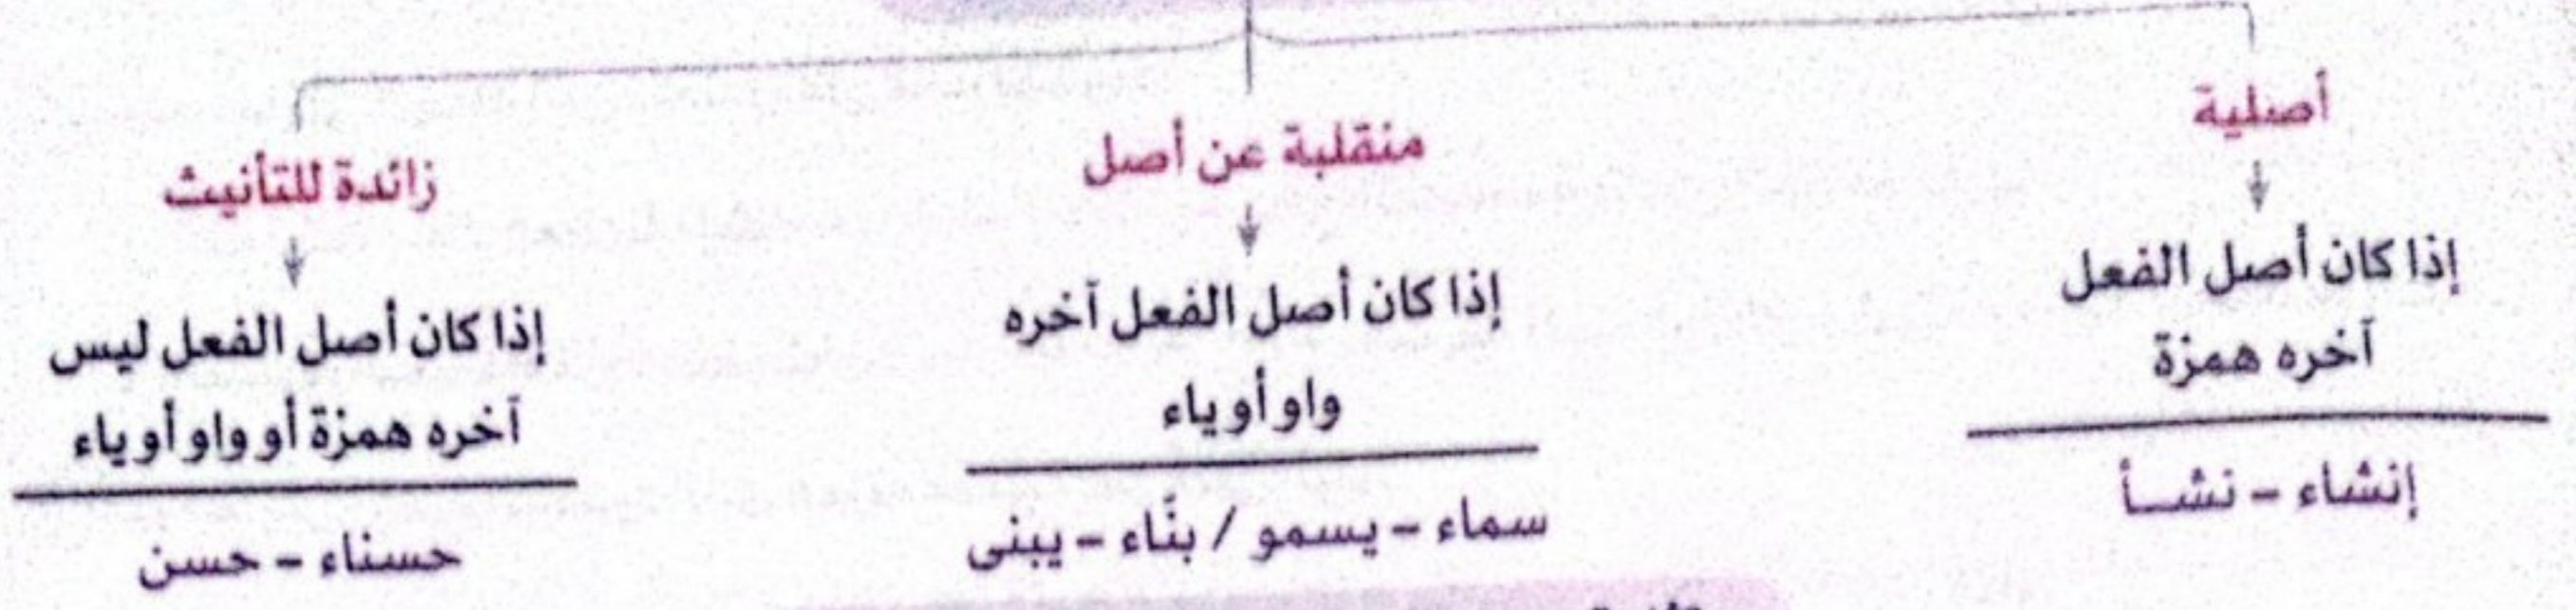 أصلية
إذا كان أصل الفعل
آخره همزة
إنشاء - نشـأ
منقلبة عن أصل
إذا كان أصل الفعل آخره
واو أو ياء
سماء - يسمو / بنّاء - يبنى
زائدة للتأنيث
إذا كان أصل الفعل ليس
آخره همزة أو واو أو ياء
حسناء - حسن